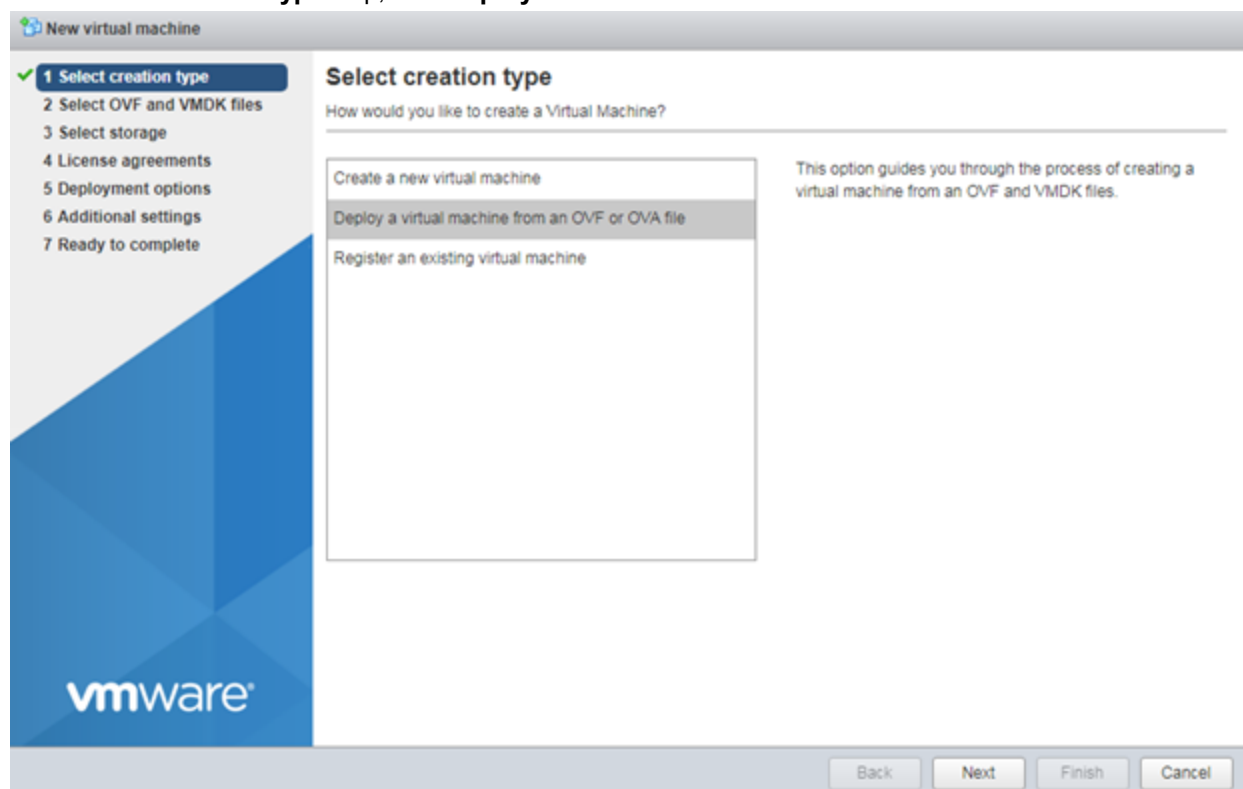 New virtual machine
1 Select creation type
2 Select OVF and VMDK files
3 Select storage
4 License agreements
5 Deployment options
6 Additional settings
7 Ready to complete
Select creation type
How would you like to create a Virtual Machine?
Create a new virtual machine
Deploy a virtual machine from an OVF or OVA file
Register an existing virtual machine
This option guides you through the process of creating a
virtual machine from an OVF and VMDK files.
vmware®
Back Next Finish Cancel